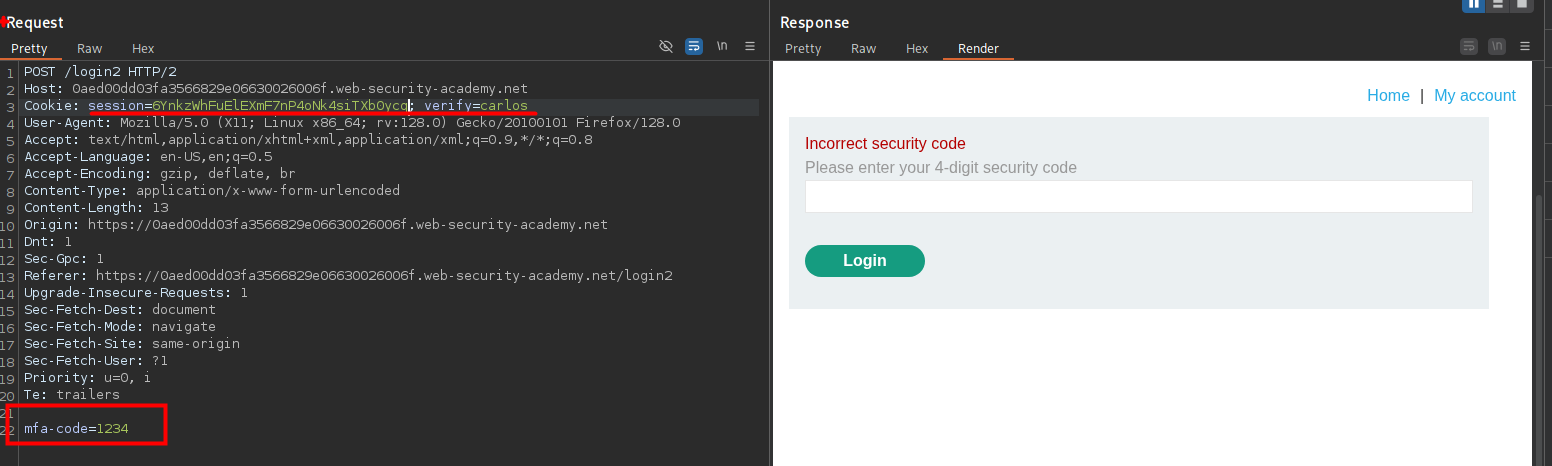 Request
Pretty Raw Hex \n
1 POST /login2 HTTP/2
2 Host: 0aed00dd03fa3566829e06630026006f.web-security-academy.net
3 Cookie: session=6YnkzWhFuElEXmF7nP4oNk4siTXbOycq; verify=carlos
4 User-Agent: Mozilla/5.0 (X11; Linux x86_64; rv:128.0) Gecko/20100101 Firefox/128.0
5 Accept: text/html,application/xhtml+xml,application/xml;q=0.9,*/*;q=0.8
6 Accept-Language: en-US,en;q=0.5
7 Accept-Encoding: gzip, deflate, br
8 Content-Type: application/x-www-form-urlencoded
9 Content-Length: 13
10 Origin: https://0aed00dd03fa3566829e06630026006f.web-security-academy.net
11 Dnt: 1
12 Sec-Gpc: 1
13 Referer: https://0aed00dd03fa3566829e06630026006f.web-security-academy.net/login2
14 Upgrade-Insecure-Requests: 1
15 Sec-Fetch-Dest: document
16 Sec-Fetch-Mode: navigate
17 Sec-Fetch-Site: same-origin
18 Sec-Fetch-User: ?1
19 Priority: u=0, i
20 Te: trailers
21
22 mfa-code=1234
Response
Pretty Raw Hex Render \n
Home | My account
Incorrect security code
Please enter your 4-digit security code
Login